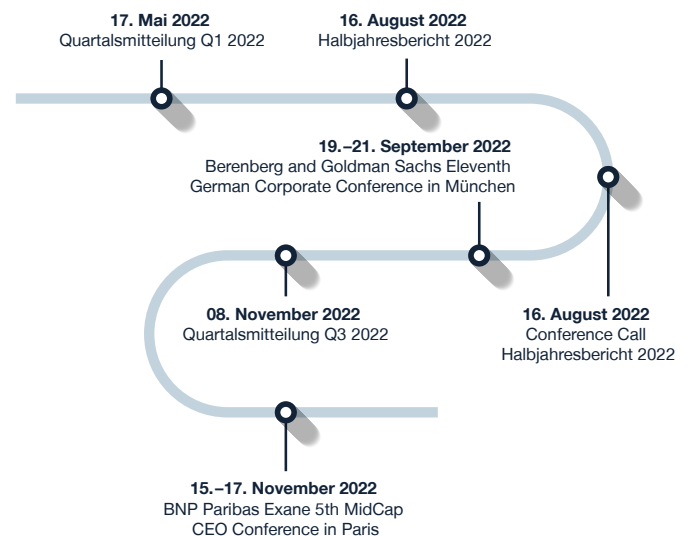 17. Mai 2022
Quartalsmitteilung Q1 2022
16. August 2022
Halbjahresbericht 2022
19.–21. September 2022
Berenberg and Goldman Sachs Eleventh
German Corporate Conference in München
08. November 2022
Quartalsmitteilung Q3 2022
16. August 2022
Conference Call
Halbjahresbericht 2022
15.–17. November 2022
BNP Paribas Exane 5th MidCap
CEO Conference in Paris